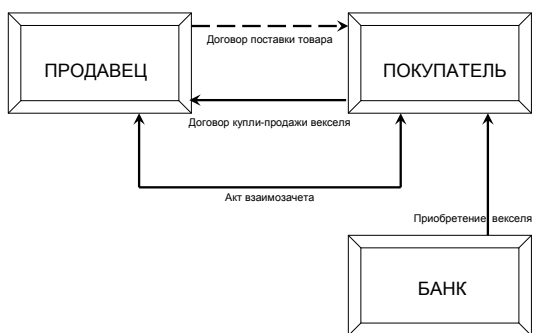 Договор поставки товара
ПРОДАВЕЦ
ПОКУПАТЕЛЬ
Договор купли-продажи векселя
Акт взаимозачета
Приобретение векселя
БАНК